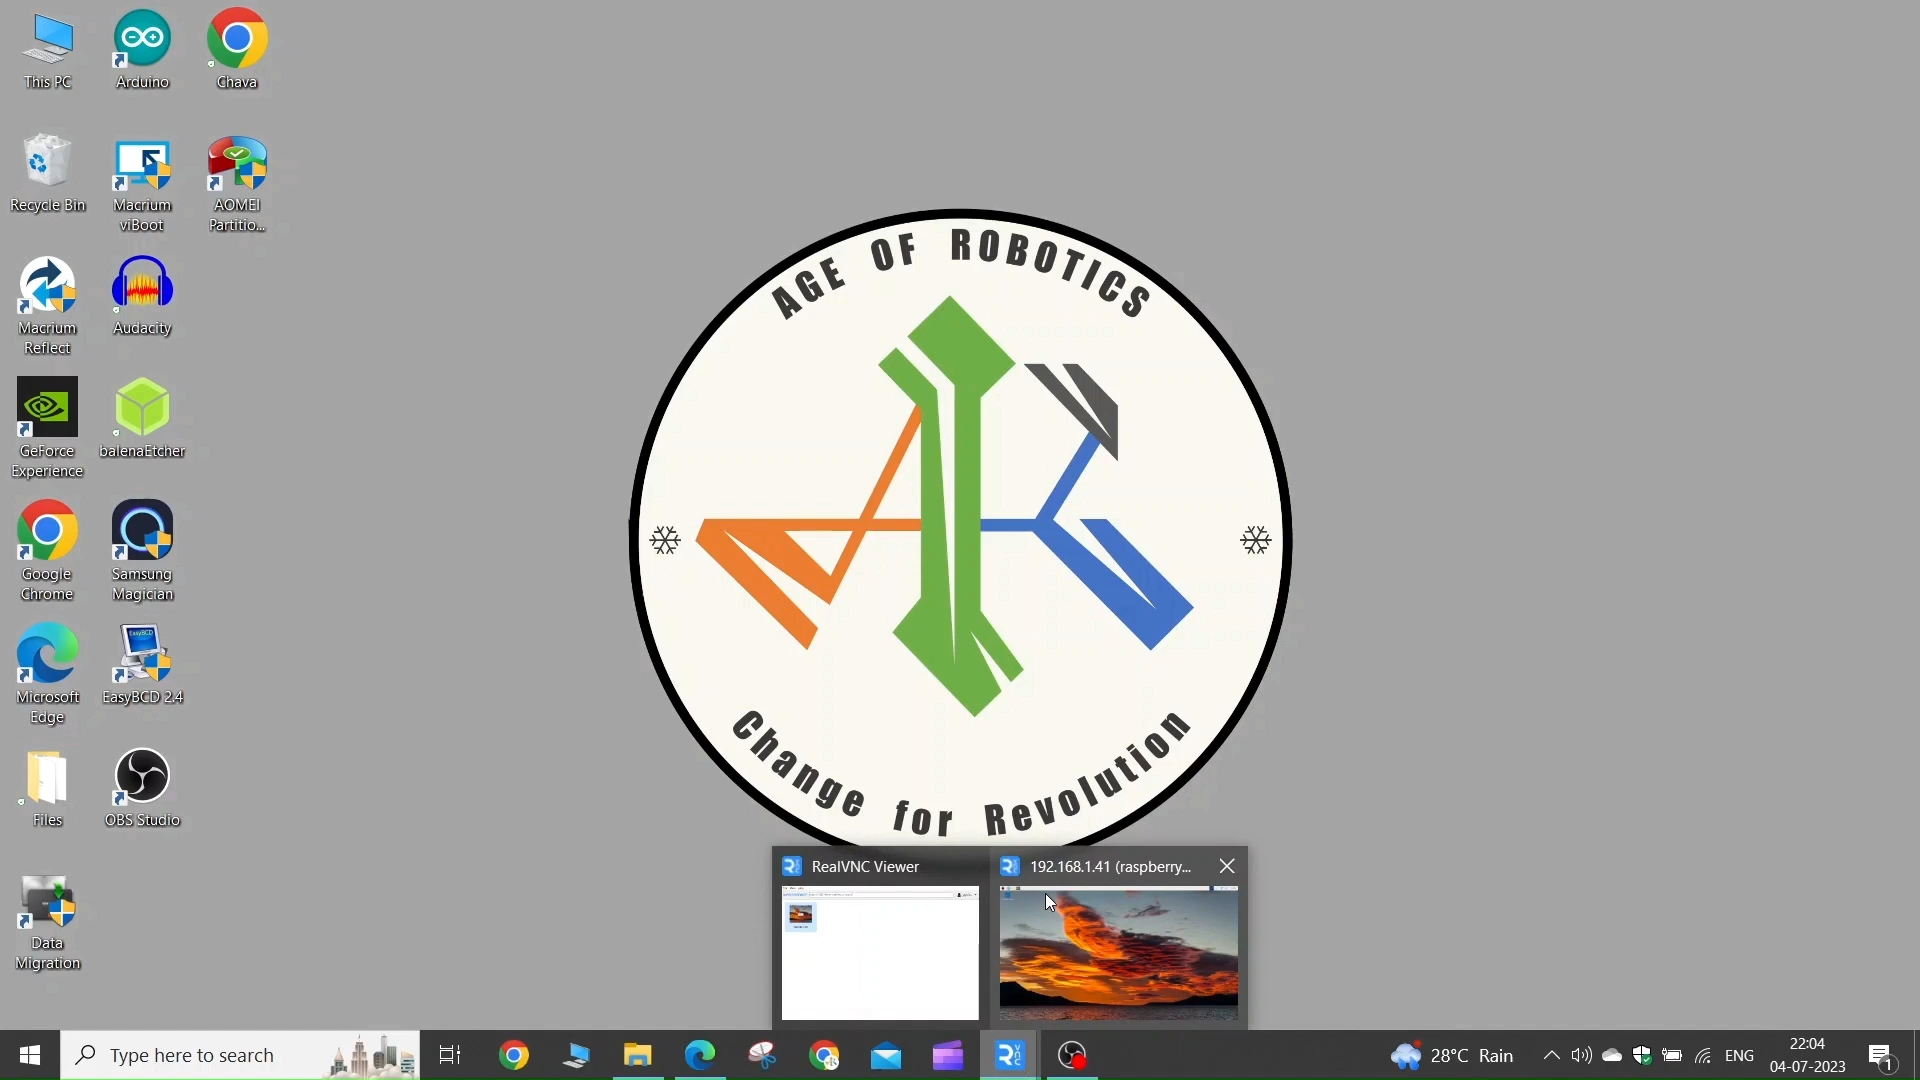 This PC
Arduino
Chava
Recycle Bin
Macrium
viBoot
AOMEI
Partitio...
Macrium
Reflect
Audacity
GeForce
Experience
balenaEtcher
Google
Chrome
Samsung
Magician
Microsoft
Edge
EasyBCD
EasyBCD 2.4
Files
OBS Studio
Data
Migration
AGE OF ROBOTICS
Change for Revolution
RealVNC Viewer
192.168.1.41 (raspberry...
Type here to search
28°C Rain
ENG
22:04
04-07-2023
1